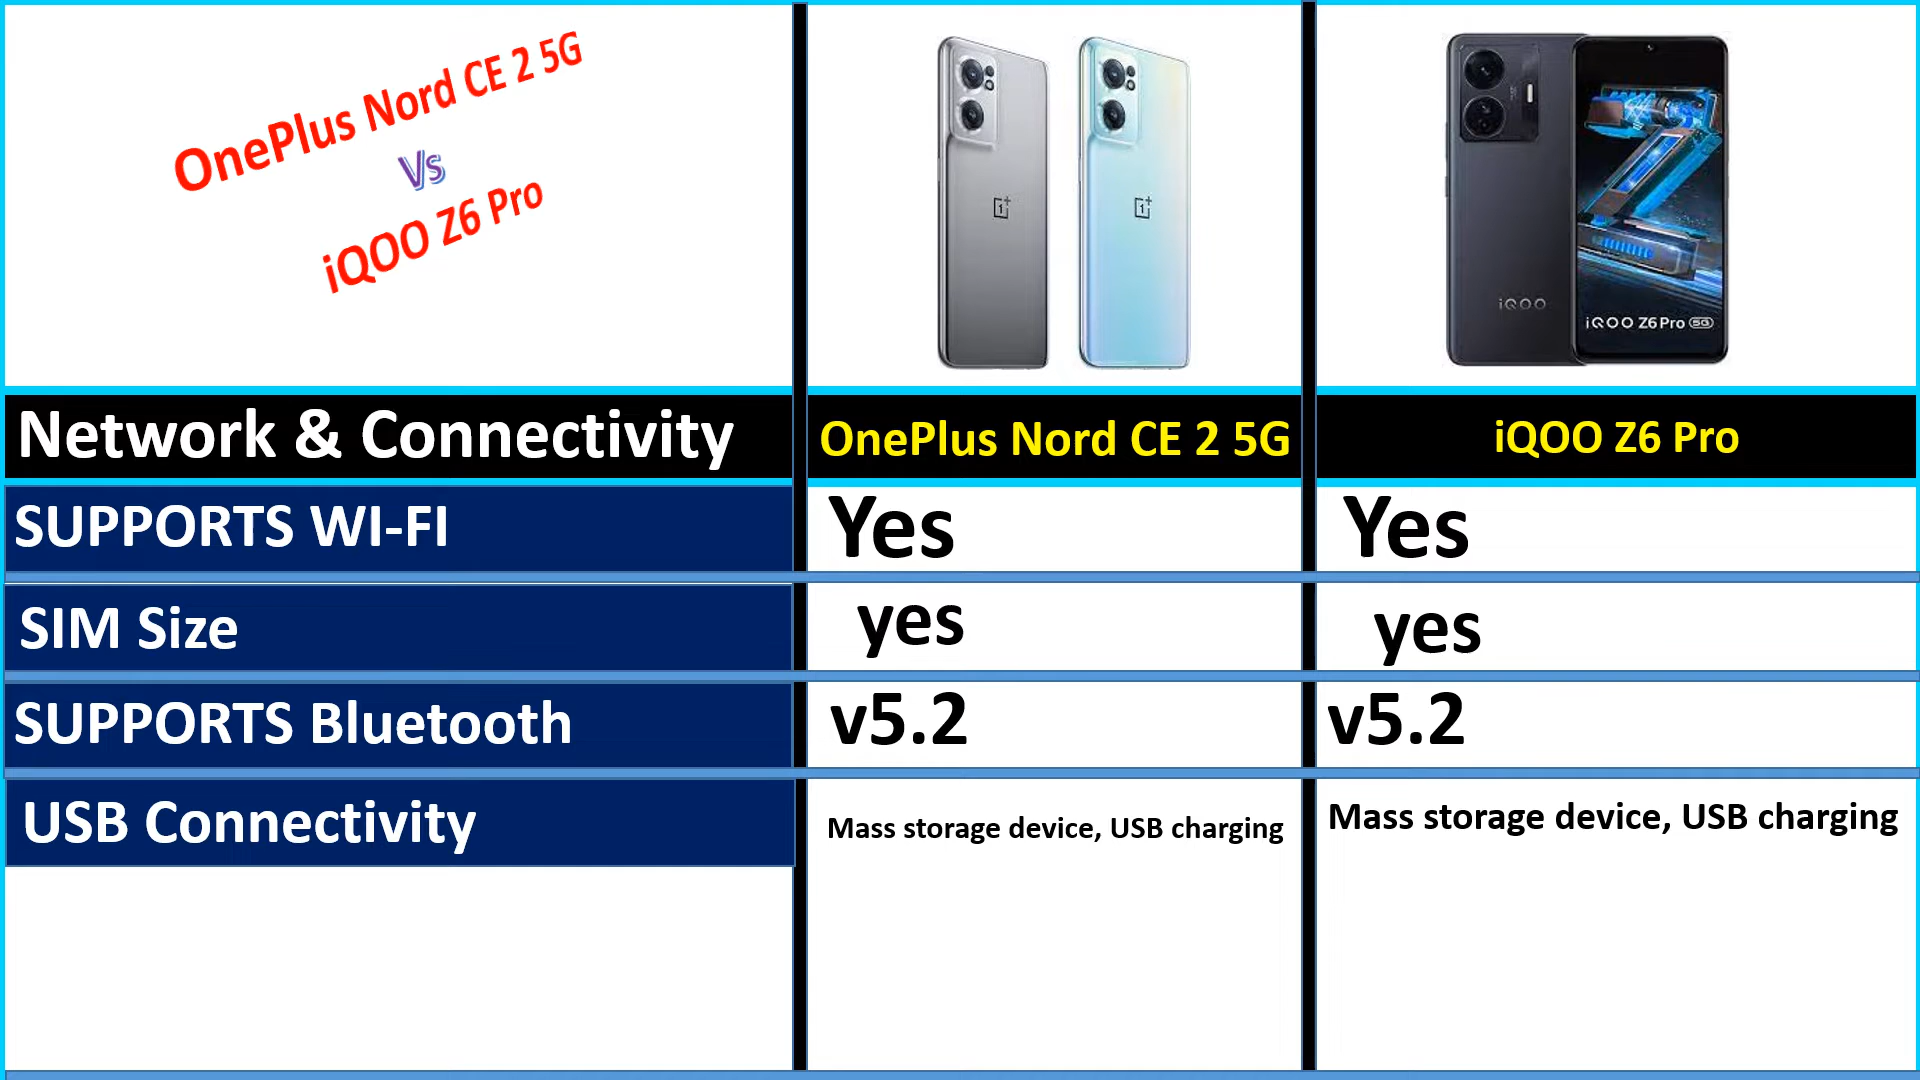 OnePlus Nord CE 2 5G
Vs
iQOO Z6 Pro
iQOO
iQOO Z6 Pro 5G
Network & Connectivity
OnePlus Nord CE 2 5G
iQOO Z6 Pro
SUPPORTS WI-FI
Yes
Yes
SIM Size
yes
yes
SUPPORTS Bluetooth
v5.2
v5.2
USB Connectivity
Mass storage device, USB charging
Mass storage device, USB charging